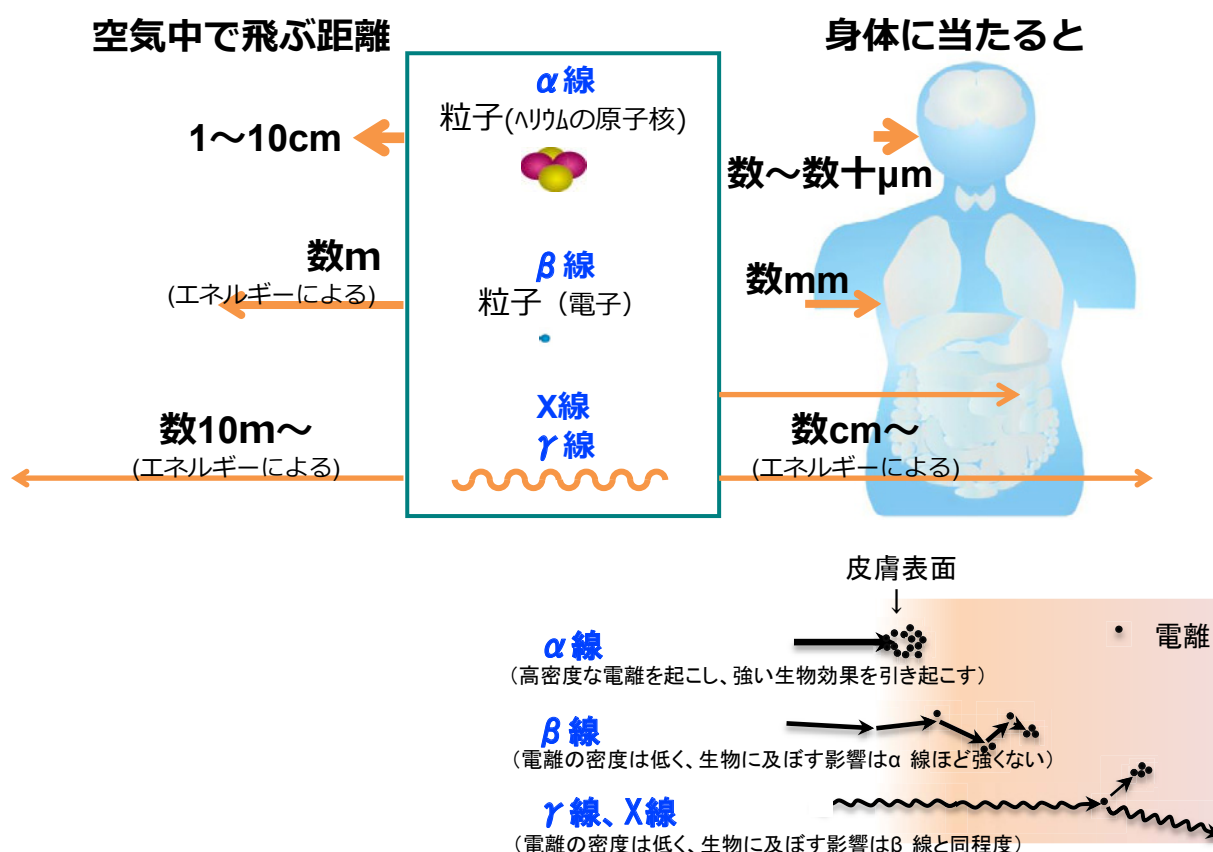 空気中で飛ぶ距離
身体に当たると
α線
粒子(ヘリウムの原子核)
1～10cm
数～数十μm
数m
(エネルギーによる)
β線
粒子（電子）
数mm
X線
γ線
数10m～
(エネルギーによる)
数cm～
(エネルギーによる)
皮膚表面
↓
電離
α線
（高密度な電離を起こし、強い生物効果を引き起こす）
β線
（電離の密度は低く、生物に及ぼす影響はα 線ほど強くない）
γ線、X線
（電離の密度は低く、生物に及ぼす影響はβ 線と同程度）